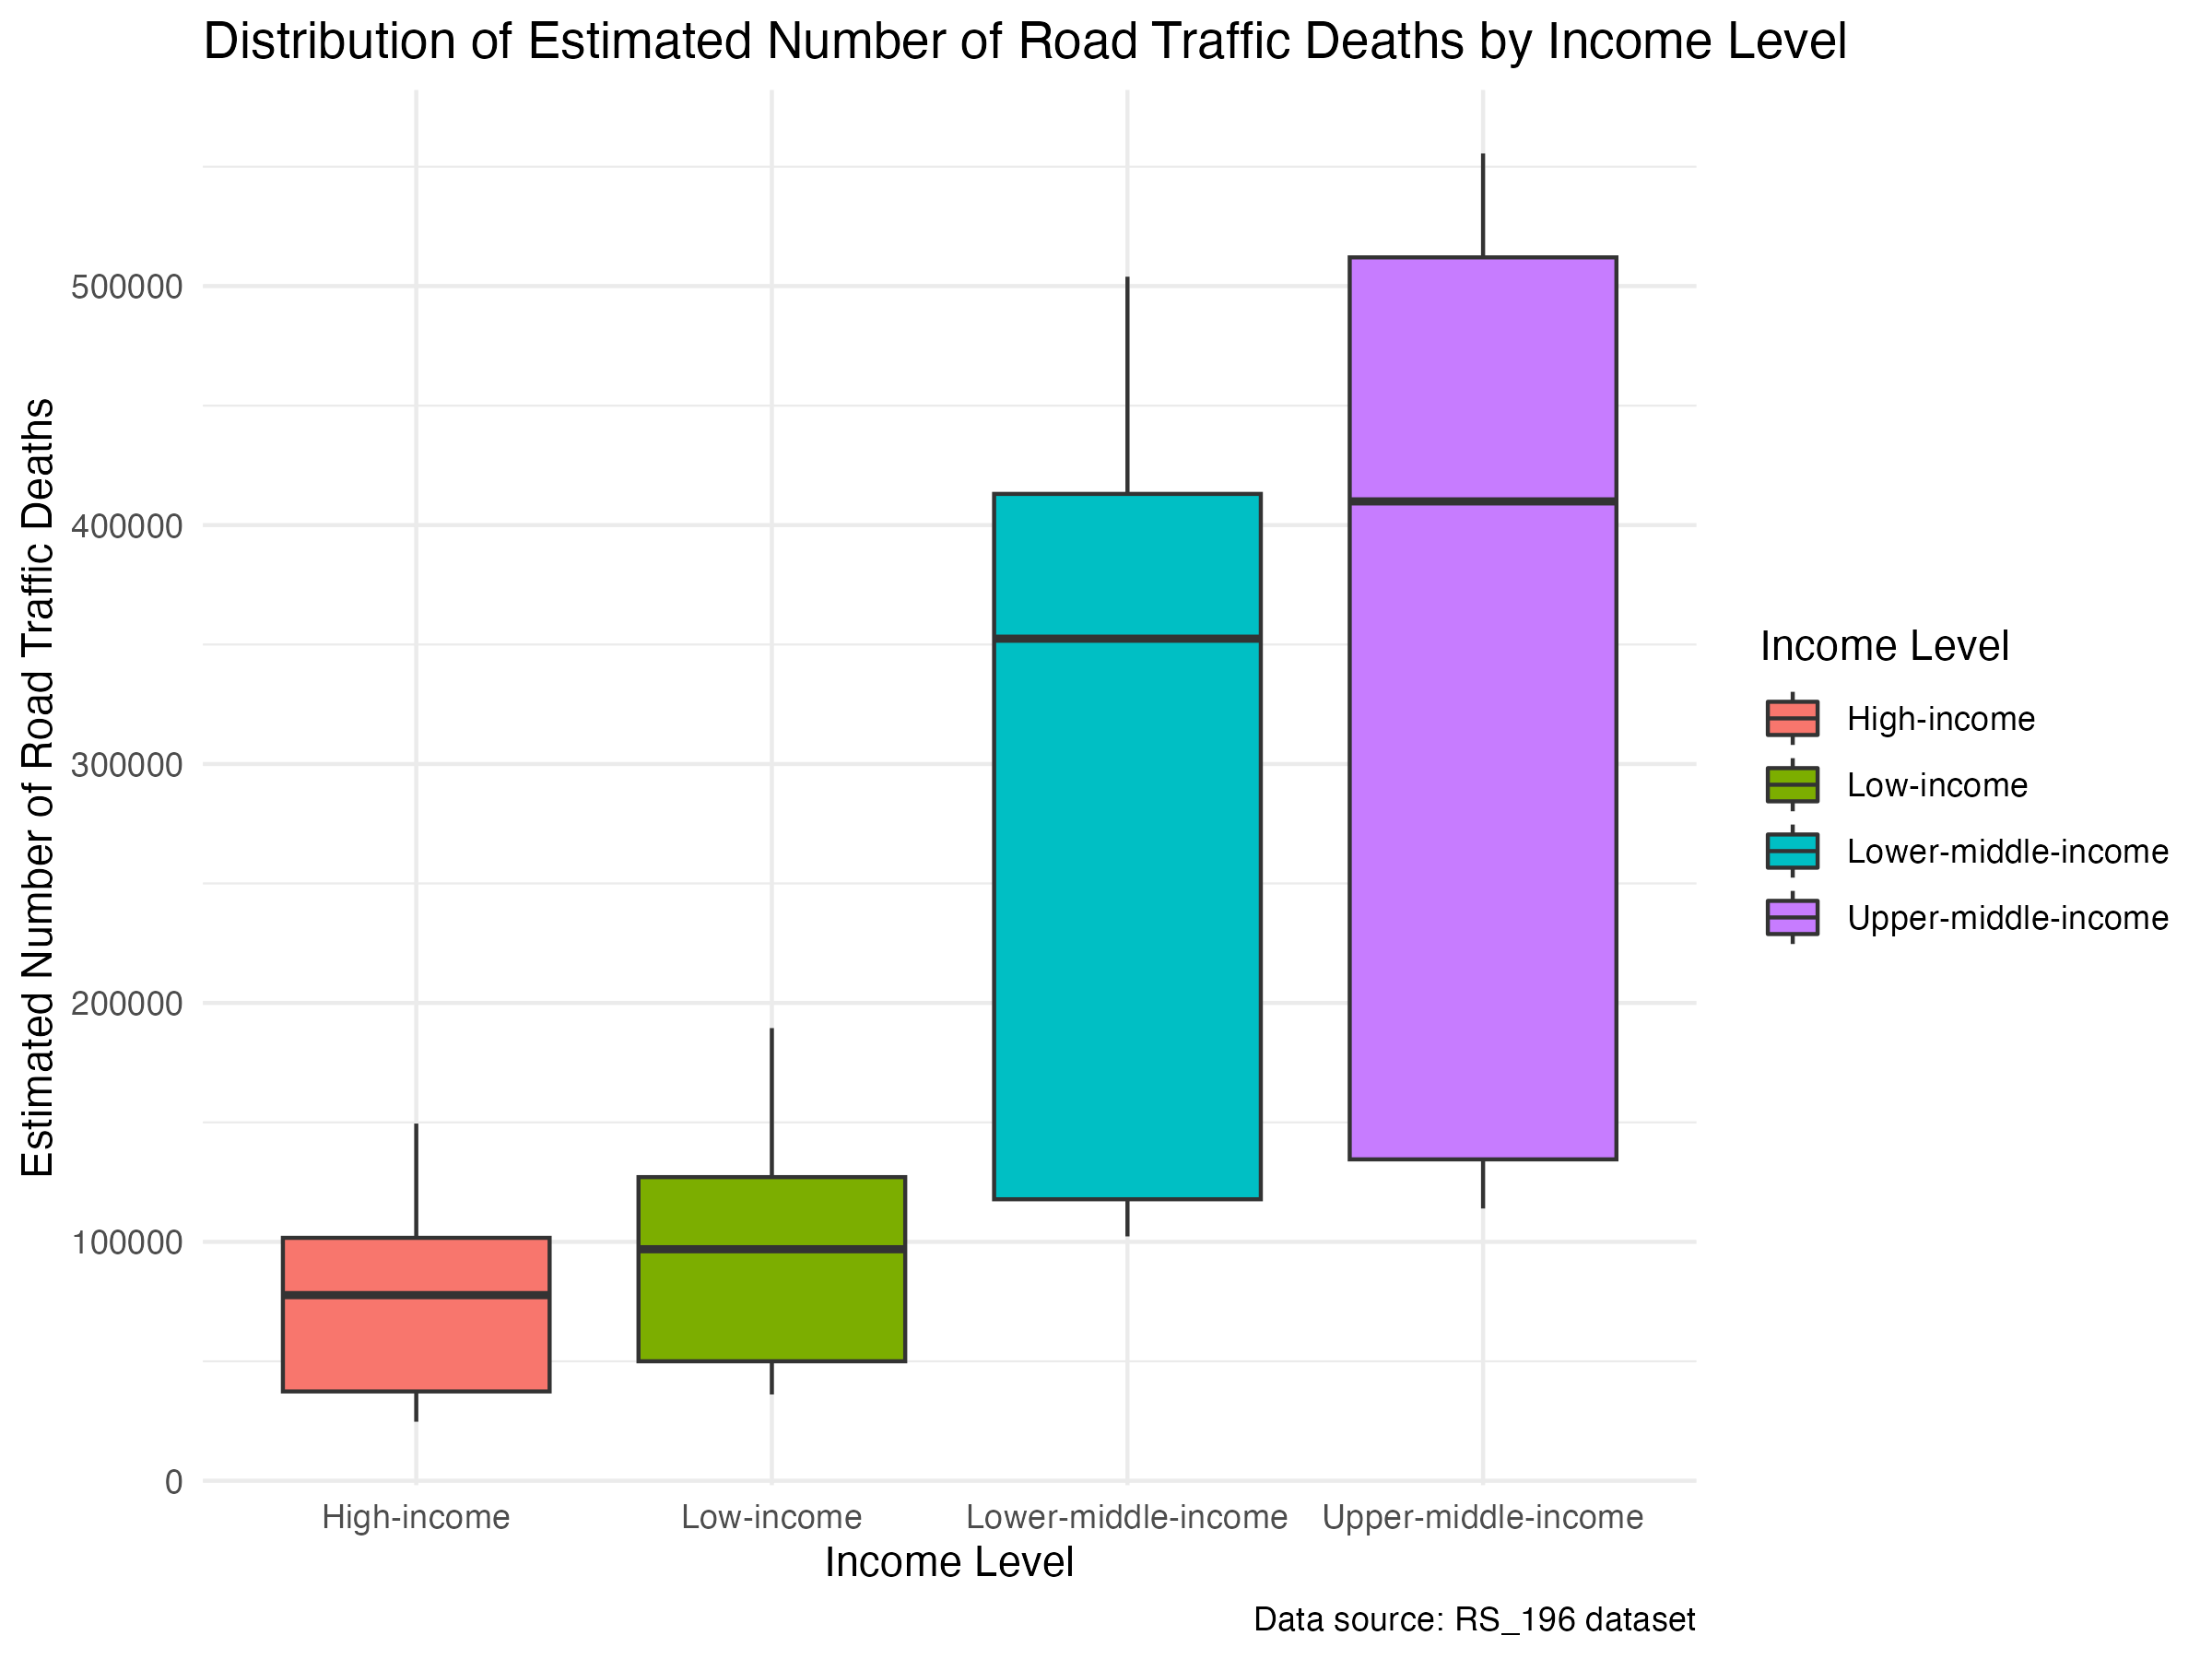 Distribution of Estimated Number of Road Traffic Deaths by Income Level
Estimated Number of Road Traffic Deaths
500000
400000
300000
200000
100000
0
High-income
Low-income
Lower-middle-income
Upper-middle-income
Income Level
Income Level
High-income
Low-income
Lower-middle-income
Upper-middle-income
Data source: RS_196 dataset